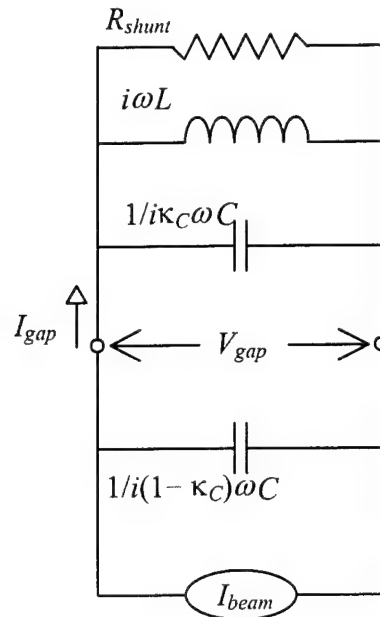 R_shunt
iωL
1/iκ_CωC
I_gap
V_gap
1/i(1− κ_C)ωC
I_beam